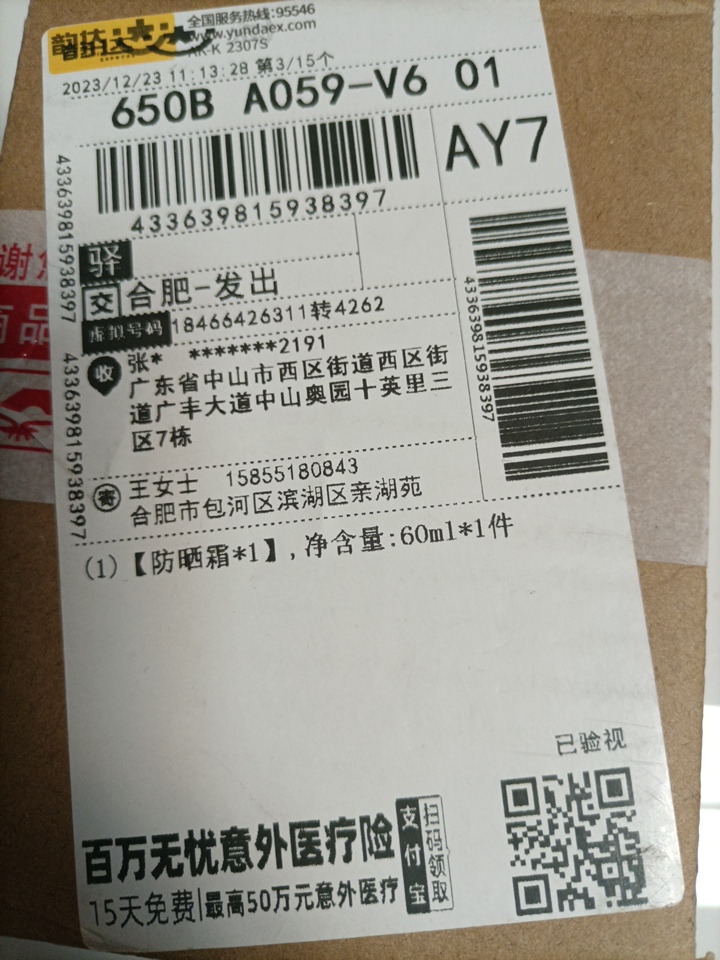 韵达
全国服务热线:95546
www.yundaex.com
2307S
2023/12/23 11:13:28 第3/15个
650B A059-V6 01
AY7
433639815938397
433639815938397
433639815938397
433639815938397
驿
交 合肥-发出
虚拟号码 18466426311转4262
收 张* *******2191
广东省中山市西区街道西区街
道广丰大道中山奥园十英里三
区7栋
寄 王女士 15855180843
合肥市包河区滨湖区亲湖苑
(1)【防晒霜*1】,净含量:60ml*1件
已验视
百万无忧意外医疗险
15天免费|最高50万元意外医疗
支付宝
扫码领取
谢
商品